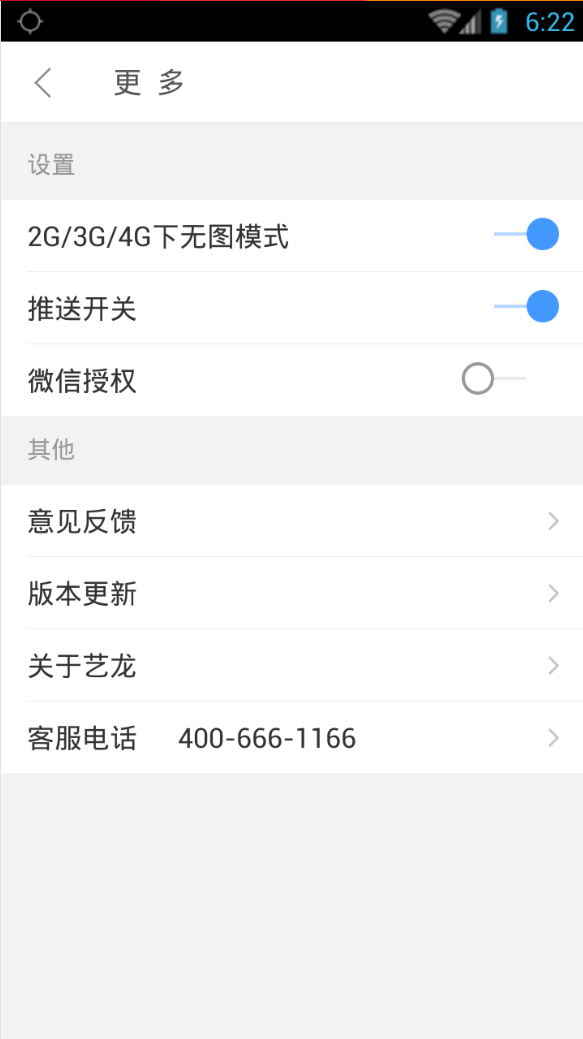 6:22
更 多
设置
2G/3G/4G下无图模式
推送开关
微信授权
其他
意见反馈
版本更新
关于艺龙
客服电话 400-666-1166